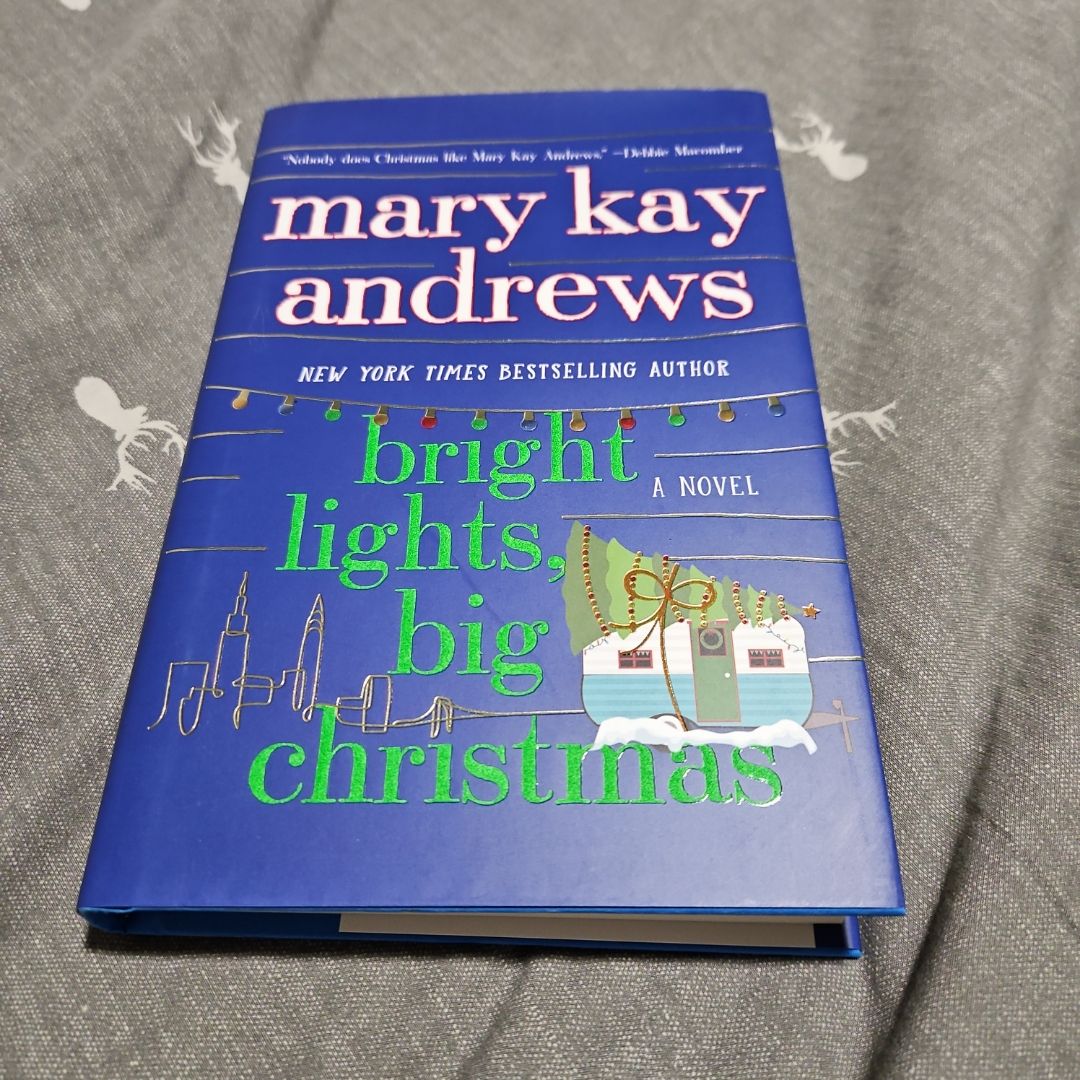 "Nobody does Christmas like Mary Kay Andrews." —Debbie Macomber
mary kay
andrews
NEW YORK TIMES BESTSELLING AUTHOR
bright
A NOVEL
lights,
big
christmas